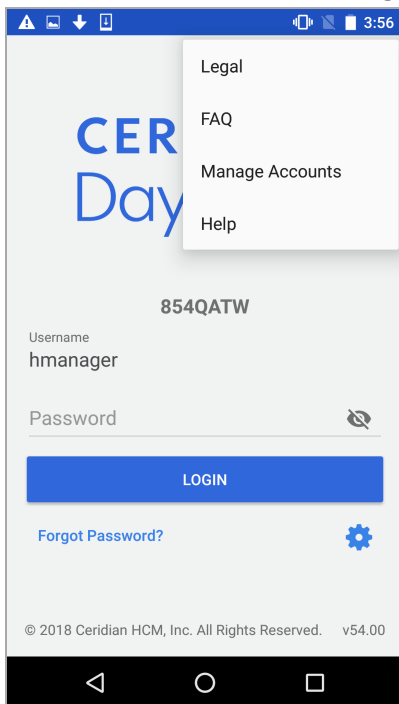 3:56
Legal
FAQ
Manage Accounts
Help
CER
Day
854QATW
Username
hmanager
Password
LOGIN
Forgot Password?
© 2018 Ceridian HCM, Inc. All Rights Reserved. v54.00